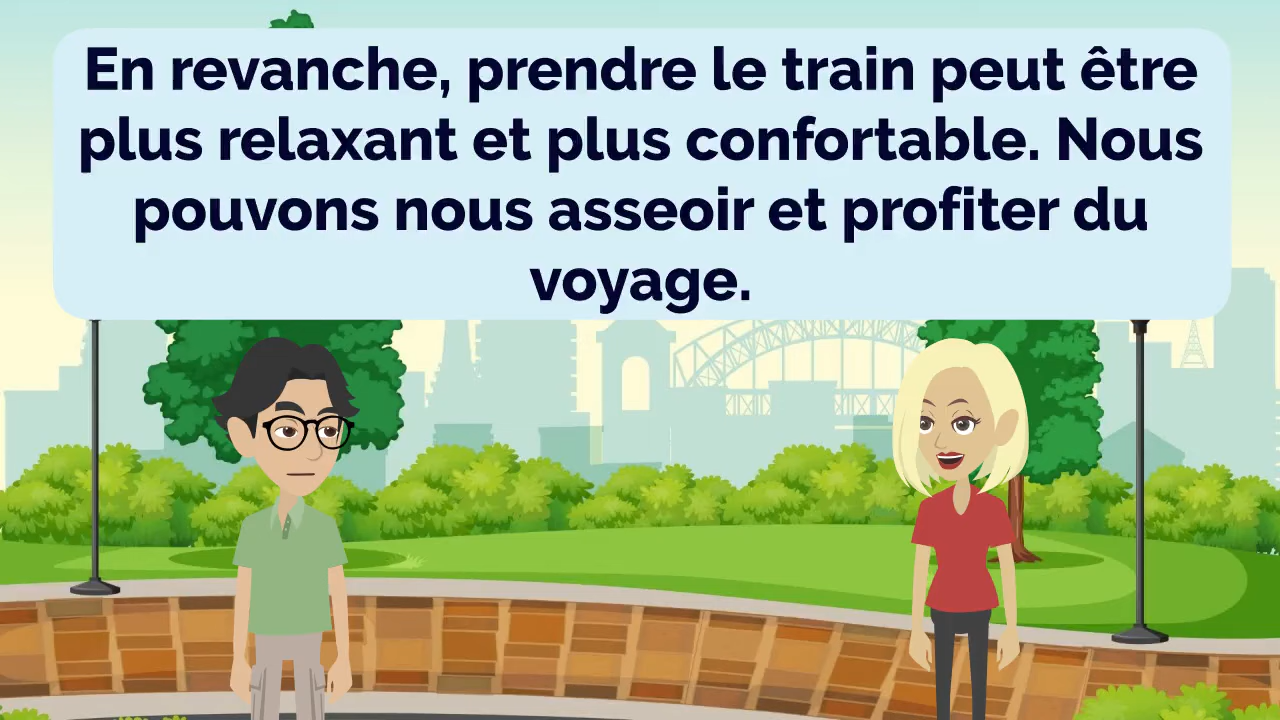 En revanche, prendre le train peut être
plus relaxant et plus confortable. Nous
pouvons nous asseoir et profiter du
voyage.